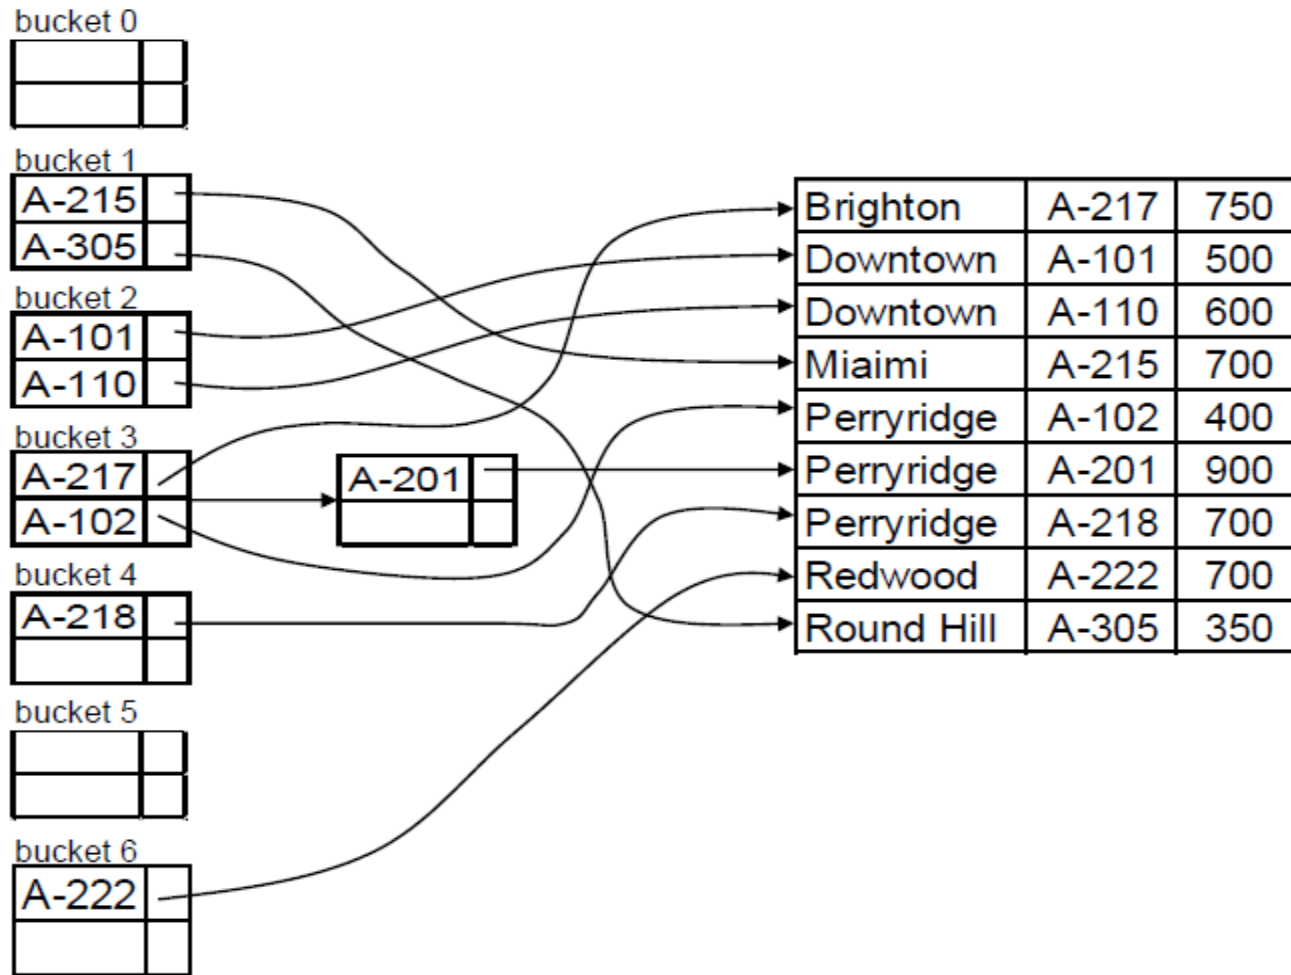 bucket 0
bucket 1
A-215
A-305
bucket 2
A-101
A-110
bucket 3
A-217
A-102
A-201
bucket 4
A-218
bucket 5
bucket 6
A-222
Brighton A-217 750
Downtown A-101 500
Downtown A-110 600
Miaimi A-215 700
Perryridge A-102 400
Perryridge A-201 900
Perryridge A-218 700
Redwood A-222 700
Round Hill A-305 350